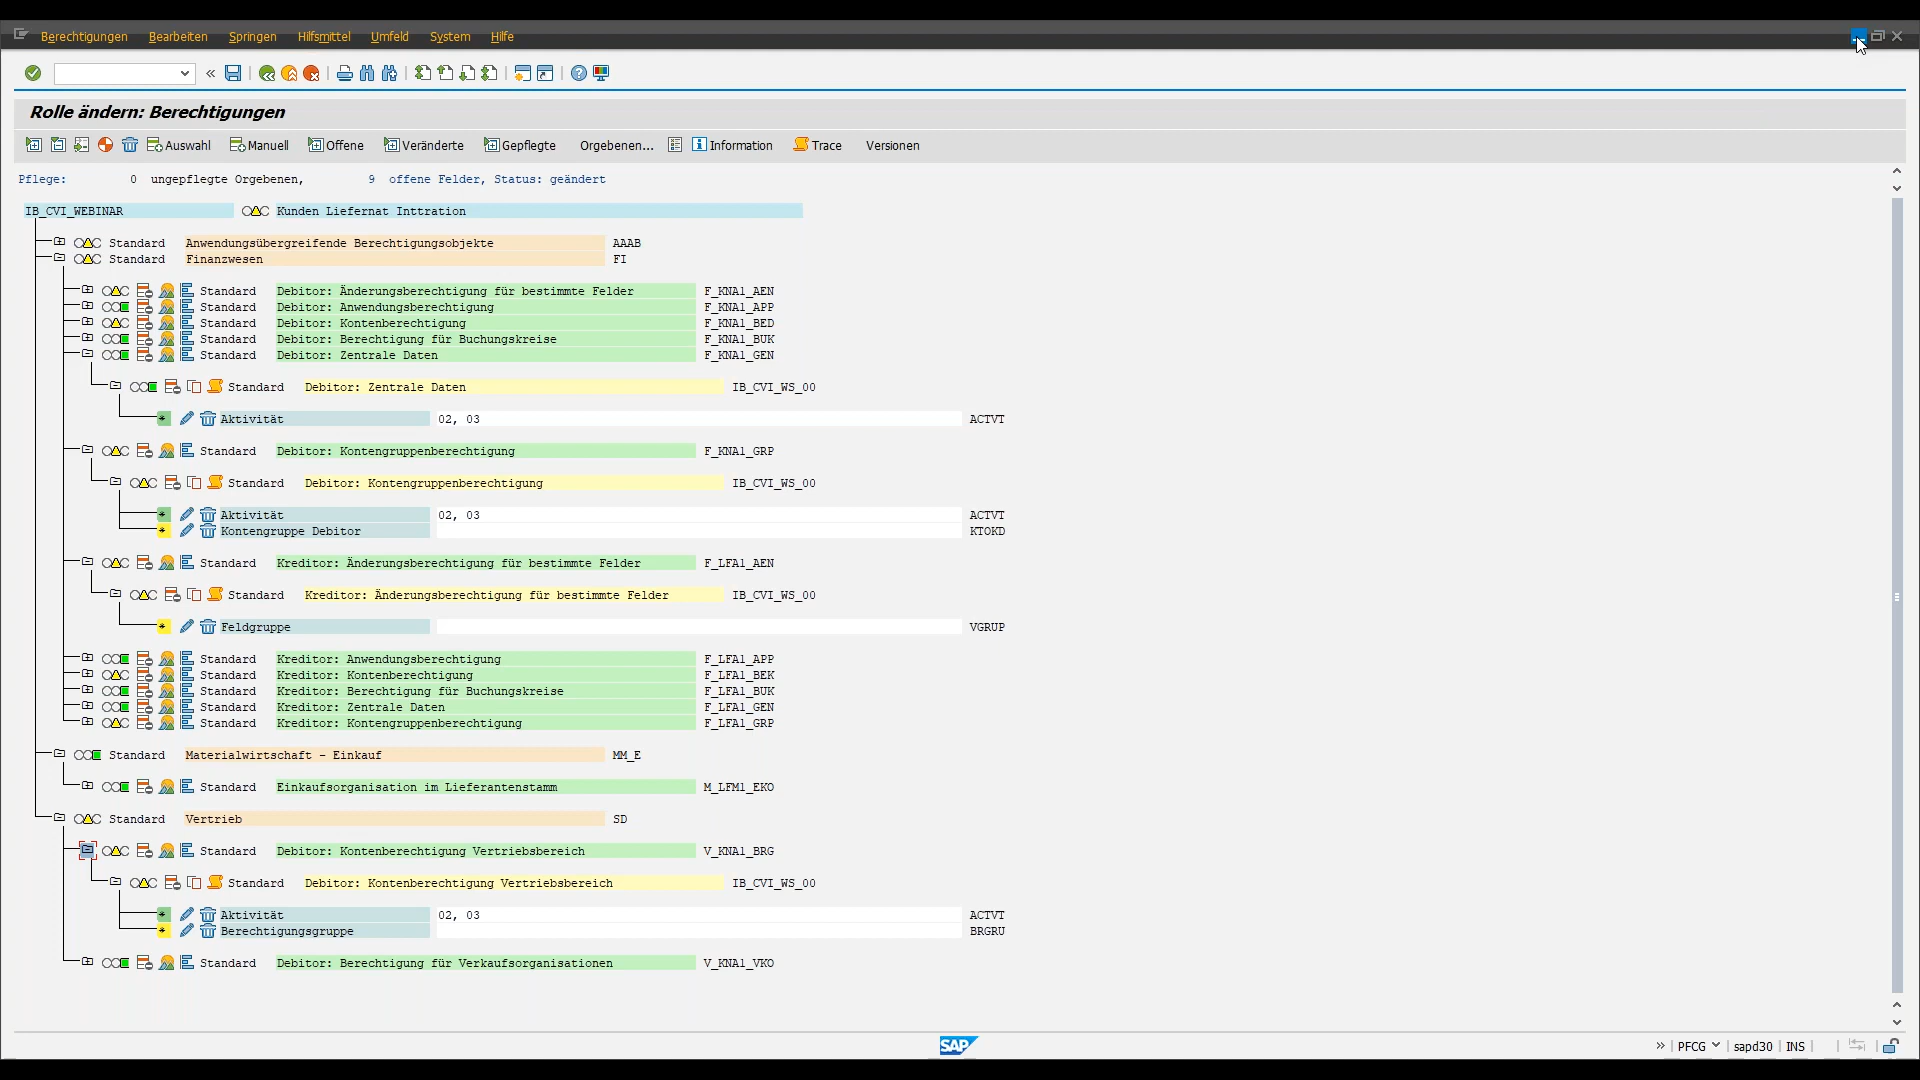 Berechtigungen Bearbeiten Springen Hilfsmittel Umfeld System Hilfe
Rolle ändern: Berechtigungen
Auswahl Manuell Offene Veränderte Gepflegte Orgebenen... Information Trace Versionen
Pflege: 0 ungepflegte Orgebenen, 9 offene Felder, Status: geändert
IB_CVI_WEBINAR Kunden Liefernat Inttration
Standard Anwendungsübergreifende Berechtigungsobjekte AAAB
Standard Finanzwesen FI
Standard Debitor: Änderungsberechtigung für bestimmte Felder F_KNA1_AEN
Standard Debitor: Anwendungsberechtigung F_KNA1_APP
Standard Debitor: Kontenberechtigung F_KNA1_BED
Standard Debitor: Berechtigung für Buchungskreise F_KNA1_BUK
Standard Debitor: Zentrale Daten F_KNA1_GEN
Standard Debitor: Zentrale Daten IB_CVI_WS_00
* Aktivität 02, 03 ACTVT
Standard Debitor: Kontengruppenberechtigung F_KNA1_GRP
Standard Debitor: Kontengruppenberechtigung IB_CVI_WS_00
* Aktivität 02, 03 ACTVT
* Kontengruppe Debitor KTOKD
Standard Kreditor: Änderungsberechtigung für bestimmte Felder F_LFA1_AEN
Standard Kreditor: Änderungsberechtigung für bestimmte Felder IB_CVI_WS_00
* Feldgruppe VGRUP
Standard Kreditor: Anwendungsberechtigung F_LFA1_APP
Standard Kreditor: Kontenberechtigung F_LFA1_BEK
Standard Kreditor: Berechtigung für Buchungskreise F_LFA1_BUK
Standard Kreditor: Zentrale Daten F_LFA1_GEN
Standard Kreditor: Kontengruppenberechtigung F_LFA1_GRP
Standard Materialwirtschaft - Einkauf MM_E
Standard Einkaufsorganisation im Lieferantenstamm M_LFM1_EKO
Standard Vertrieb SD
Standard Debitor: Kontenberechtigung Vertriebsbereich V_KNA1_BRG
Standard Debitor: Kontenberechtigung Vertriebsbereich IB_CVI_WS_00
* Aktivität 02, 03 ACTVT
* Berechtigungsgruppe BRGRU
Standard Debitor: Berechtigung für Verkaufsorganisationen V_KNA1_VKO
SAP
PFCG sapd30 INS